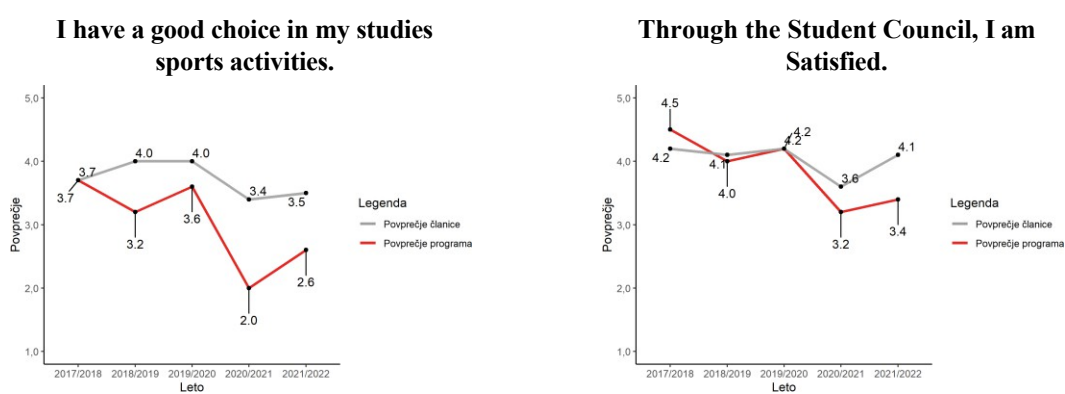 I have a good choice in my studies
sports activities.
5,0
4,0
3,0
2,0
1,0
Povprečje
3.7
3.7
4.0
3.2
4.0
3.6
3.4
2.0
3.5
2.6
2017/2018 2018/2019 2019/2020 2020/2021 2021/2022
Leto
Legenda
Povprečje članice
Povprečje programa
Through the Student Council, I am
Satisfied.
5,0
4,0
3,0
2,0
1,0
Povprečje
4.5
4.2
4.1
4.0
4.2
4.2
3.6
3.2
4.1
3.4
2017/2018 2018/2019 2019/2020 2020/2021 2021/2022
Leto
Legenda
Povprečje članice
Povprečje programa